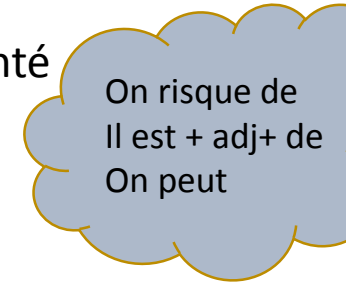 nté
On risque de
Il est + adj+ de
On peut